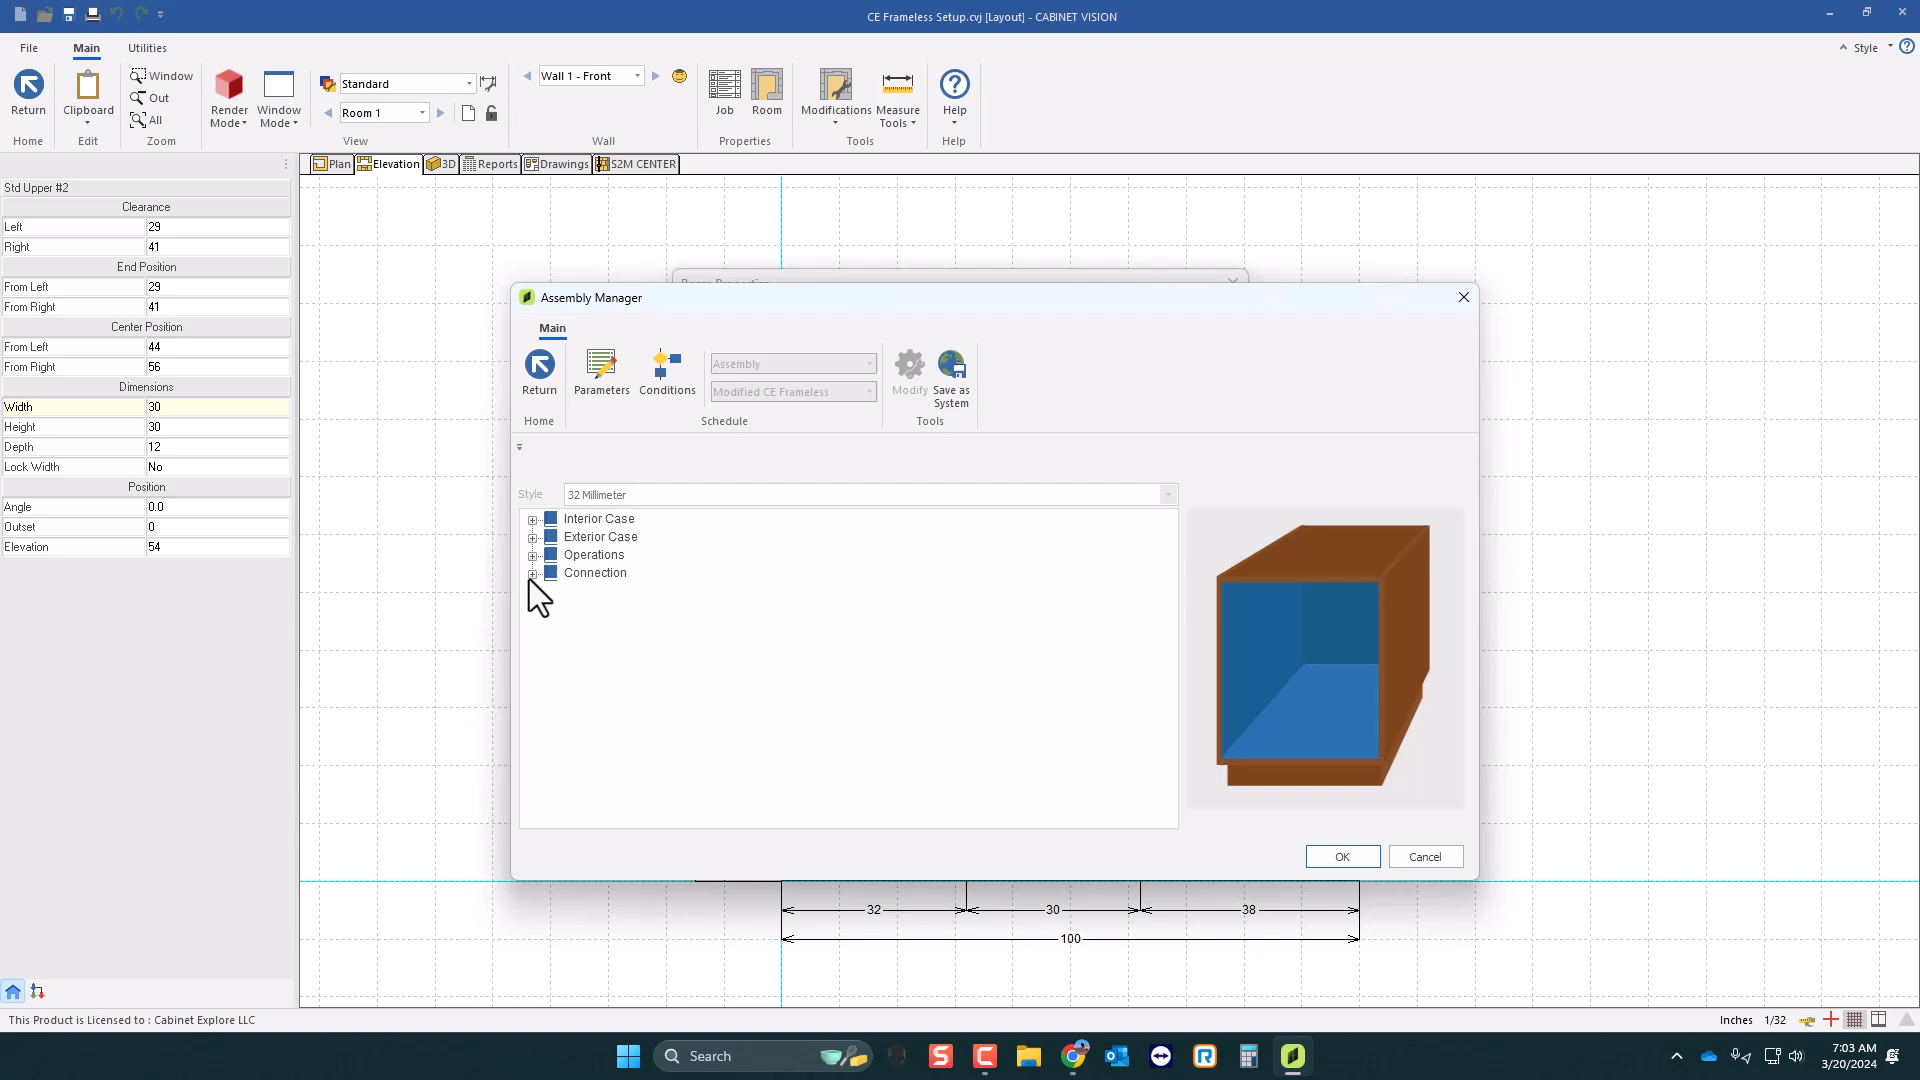 CE Frameless Setup.cvj [Layout] - CABINET VISION
File
Main
Utilities
Style
Return
Clipboard
Window
Out
All
Render Mode
Window Mode
Standard
Room 1
Wall 1 - Front
Job
Room
Modifications
Measure Tools
Help
Home
Edit
Zoom
View
Wall
Properties
Tools
Help
Plan
Elevation
3D
Reports
Drawings
S2M CENTER
Std Upper #2
Clearance
Left 29
Right 41
End Position
From Left 29
From Right 41
Center Position
From Left 44
From Right 56
Dimensions
Width 30
Height 30
Depth 12
Lock Width No
Position
Angle 0.0
Outset 0
Elevation 54
Assembly Manager
Main
Return
Parameters
Conditions
Assembly
Modified CE Frameless
Modify
Save as System
Home
Schedule
Tools
Style 32 Millimeter
Interior Case
Exterior Case
Operations
Connection
OK
Cancel
32
30
38
100
This Product is Licensed to : Cabinet Explore LLC
Inches 1/32
Search
7:03 AM
3/20/2024